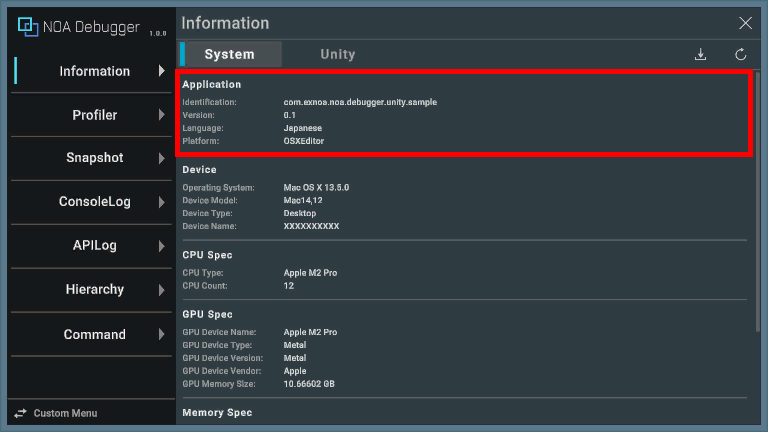 NOA Debugger 1.0.0
Information
Profiler
Snapshot
ConsoleLog
APILog
Hierarchy
Command
Custom Menu
Information
System Unity
Application
Identification: com.exnoa.noa.debugger.unity.sample
Version: 0.1
Language: Japanese
Platform: OSXEditor
Device
Operating System: Mac OS X 13.5.0
Device Model: Mac14,12
Device Type: Desktop
Device Name: XXXXXXXXXX
CPU Spec
CPU Type: Apple M2 Pro
CPU Count: 12
GPU Spec
GPU Device Name: Apple M2 Pro
GPU Device Type: Metal
GPU Device Version: Metal
GPU Device Vendor: Apple
GPU Memory Size: 10.66602 GB
Memory Spec